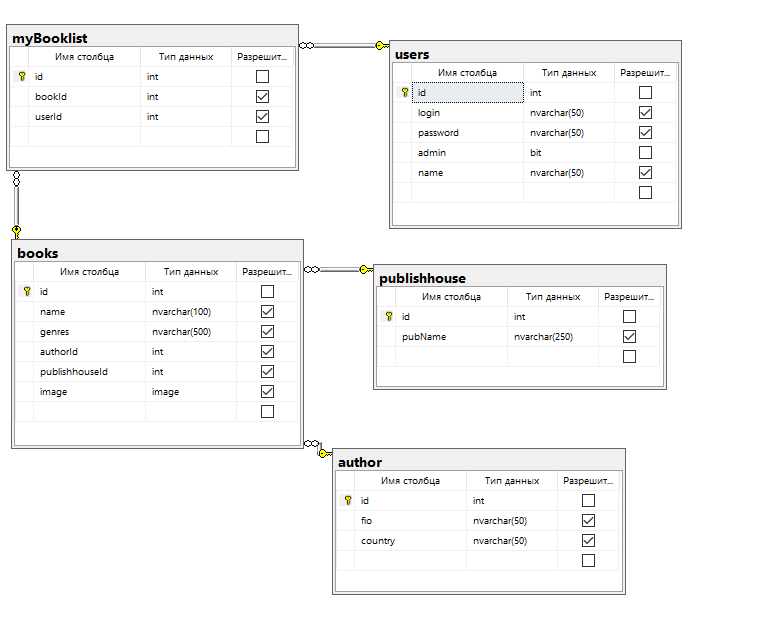 myBooklist
Имя столбца Тип данных Разрешит...
id int
bookId int
userId int
users
Имя столбца Тип данных Разрешит...
id int
login nvarchar(50)
password nvarchar(50)
admin bit
name nvarchar(50)
books
Имя столбца Тип данных Разрешит...
id int
name nvarchar(100)
genres nvarchar(500)
authorId int
publishhouseId int
image image
publishhouse
Имя столбца Тип данных Разрешит...
id int
pubName nvarchar(250)
author
Имя столбца Тип данных Разрешит...
id int
fio nvarchar(50)
country nvarchar(50)